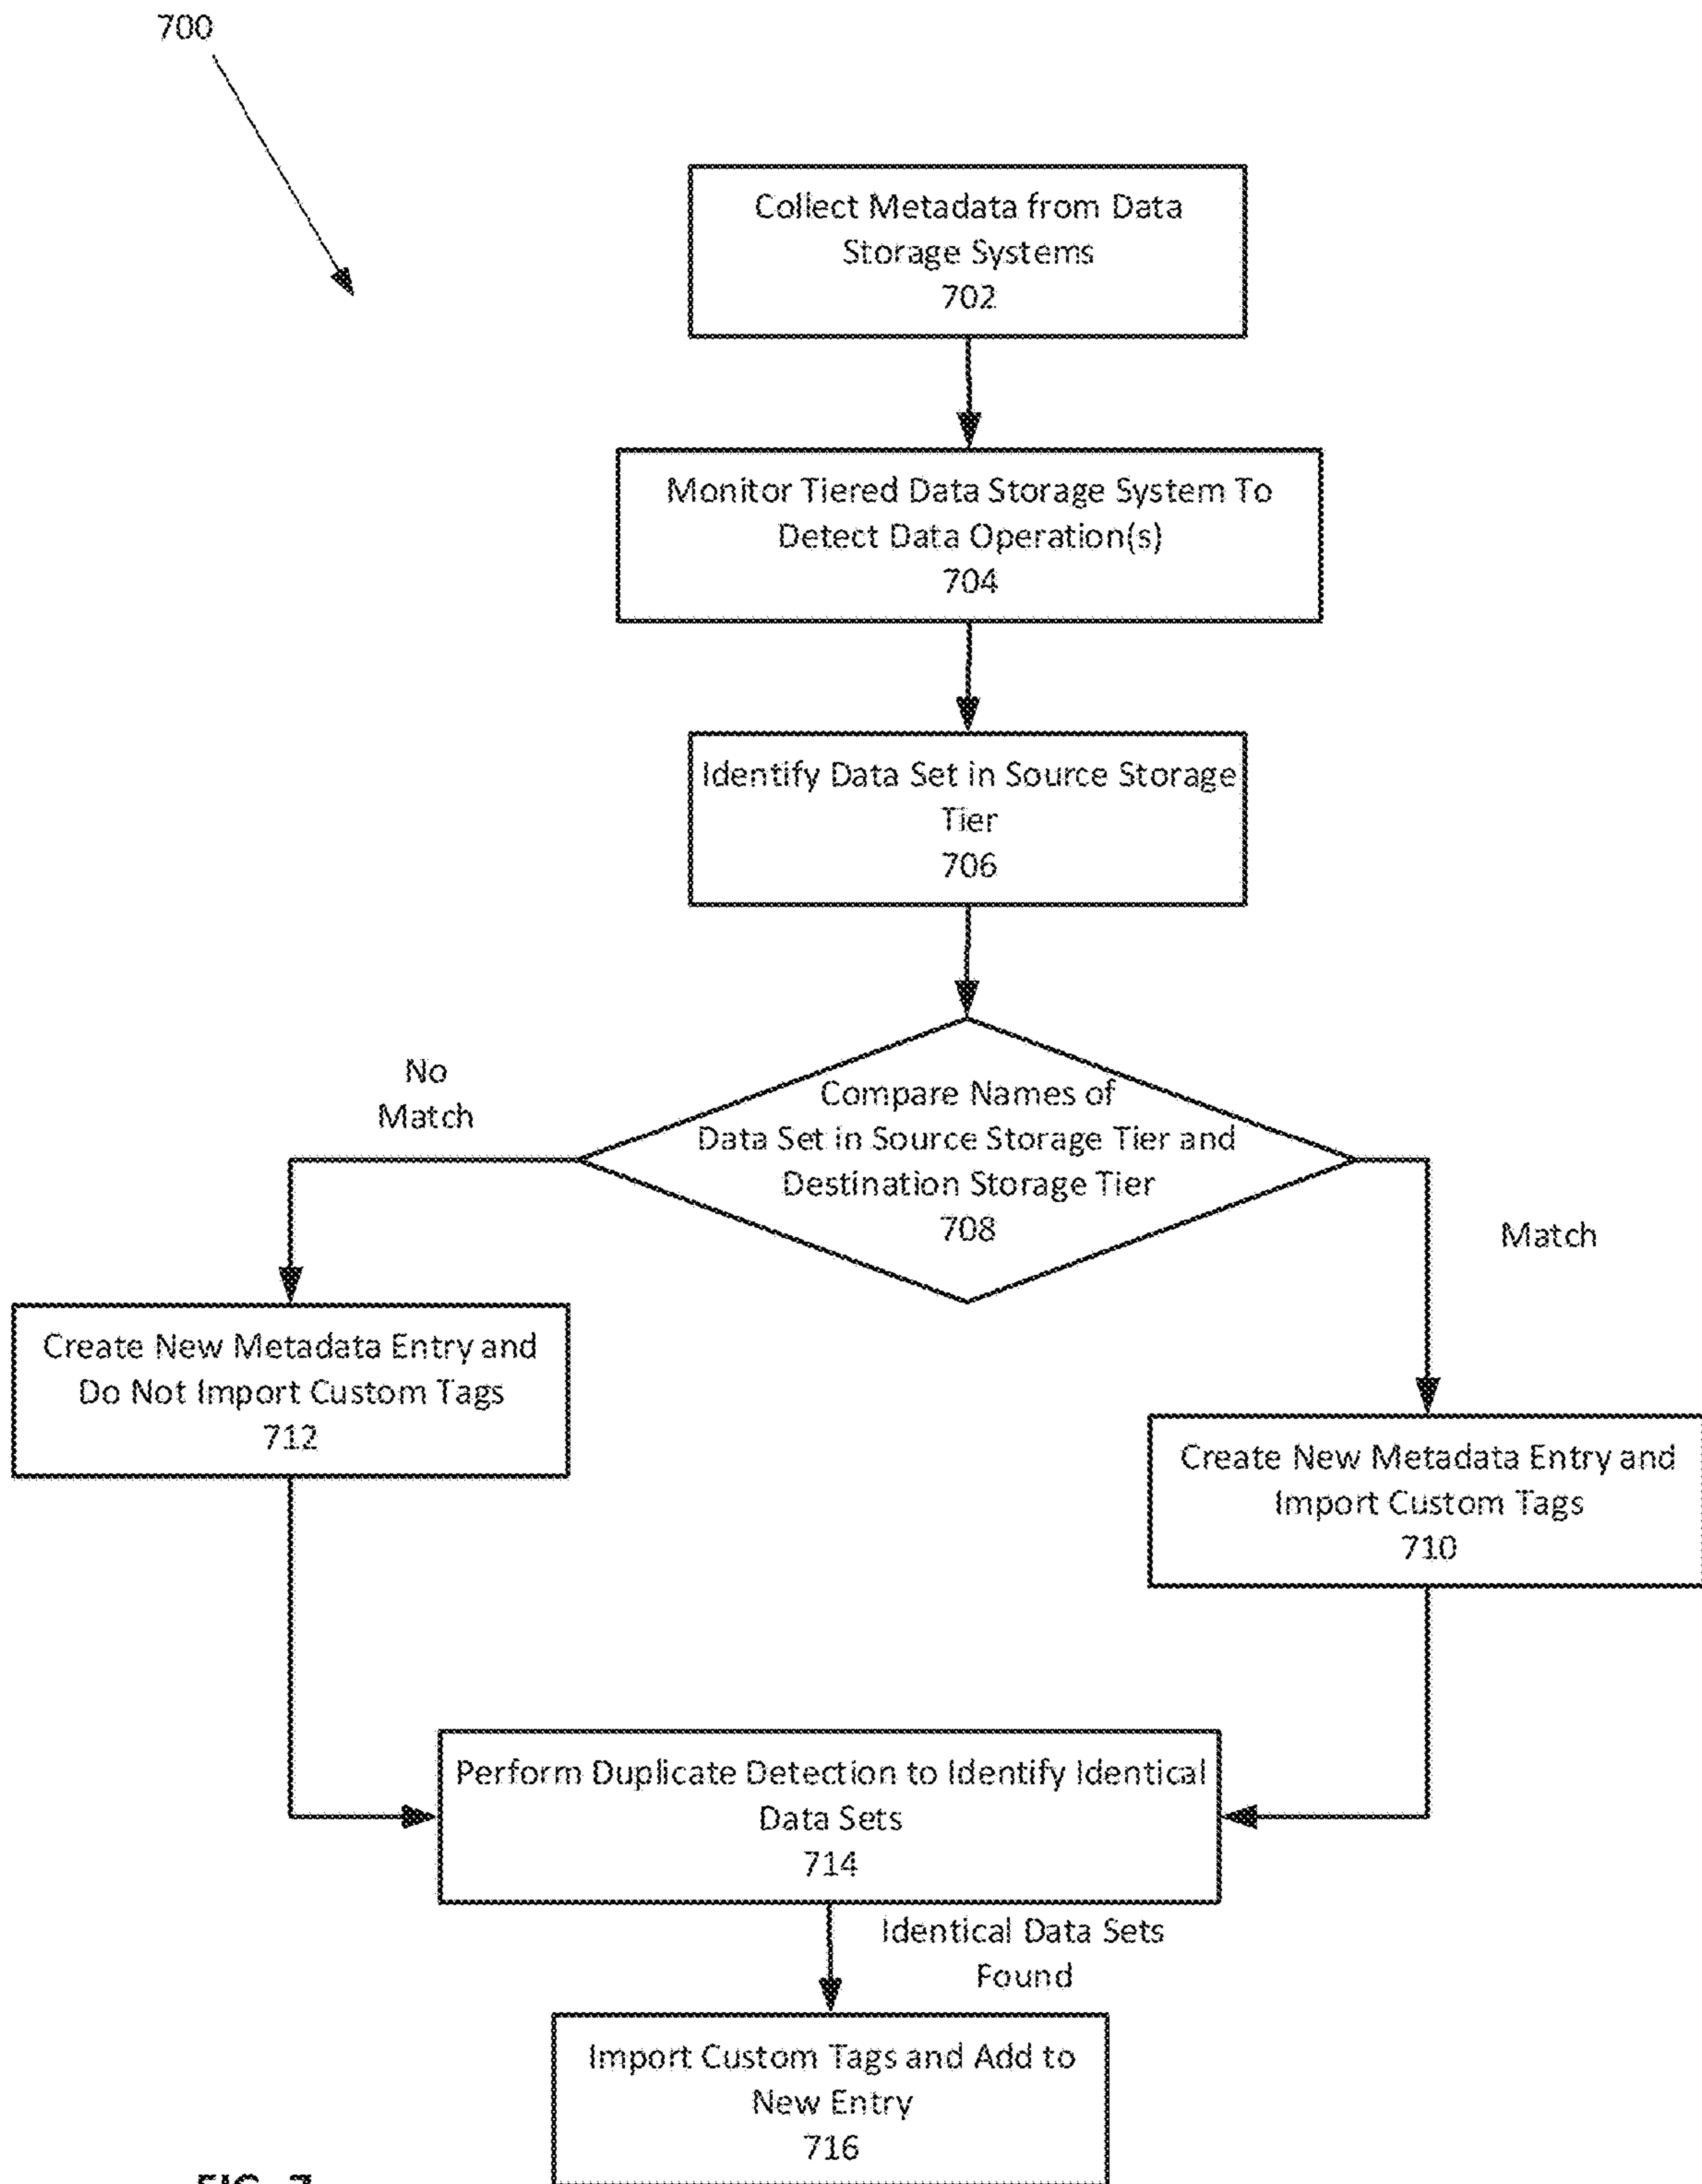 700
Collect Metadata from Data
Storage Systems
702
Monitor Tiered Data Storage System To
Detect Data Operation(s)
704
Identify Data Set in Source Storage
Tier
706
Compare Names of
Data Set in Source Storage Tier and
Destination Storage Tier
708
No
Match
Match
Create New Metadata Entry and
Do Not Import Custom Tags
712
Create New Metadata Entry and
Import Custom Tags
710
Perform Duplicate Detection to Identify Identical
Data Sets
714
Identical Data Sets
Found
Import Custom Tags and Add to
New Entry
716
FIG. 7